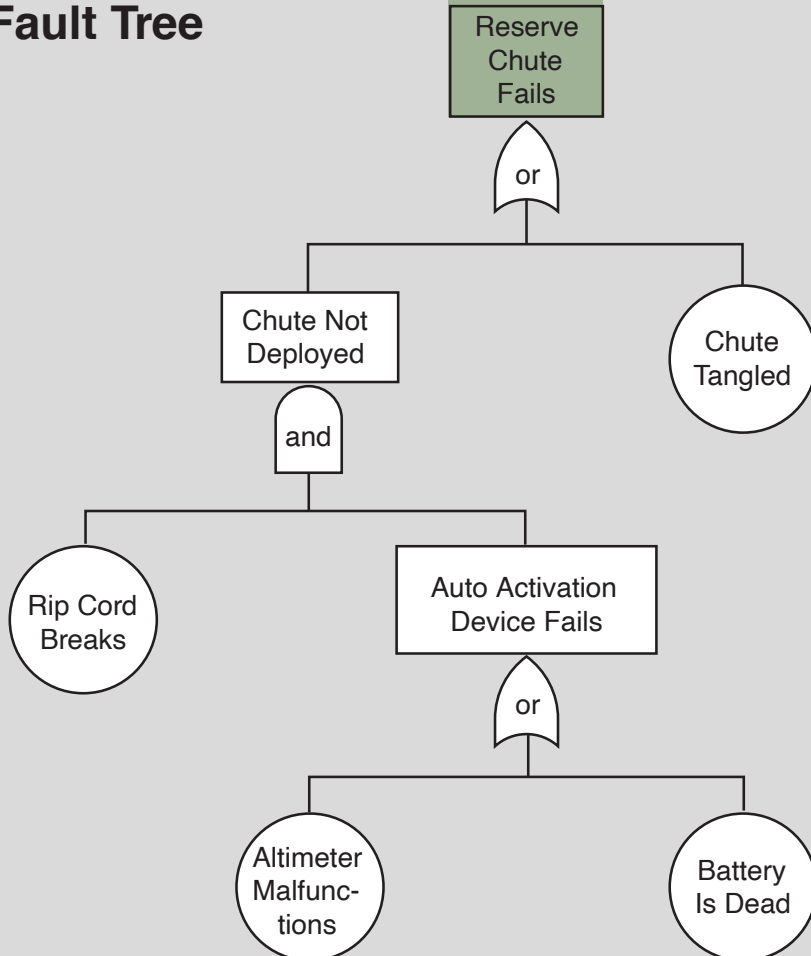 Fault Tree
Reserve
Chute
Fails
or
Chute Not
Deployed
Chute
Tangled
and
Rip Cord
Breaks
Auto Activation
Device Fails
or
Altimeter
Malfunc-
tions
Battery
Is Dead